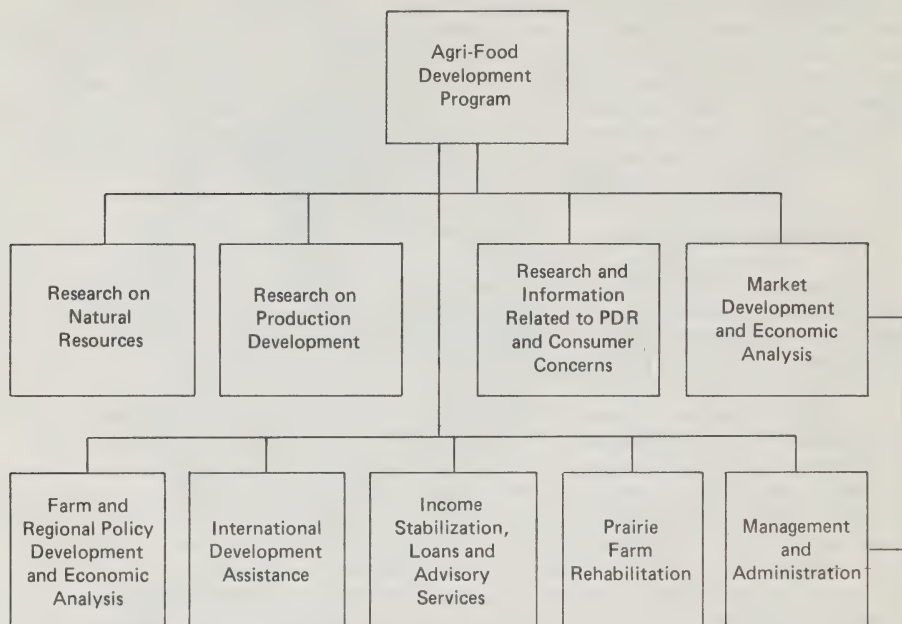 Agri-Food
Development
Program
Research on
Natural
Resources
Research on
Production
Development
Research and
Information
Related to PDR
and Consumer
Concerns
Market
Development
and Economic
Analysis
Farm and
Regional Policy
Development
and Economic
Analysis
International
Development
Assistance
Income
Stabilization,
Loans and
Advisory
Services
Prairie
Farm
Rehabilitation
Management
and
Administration